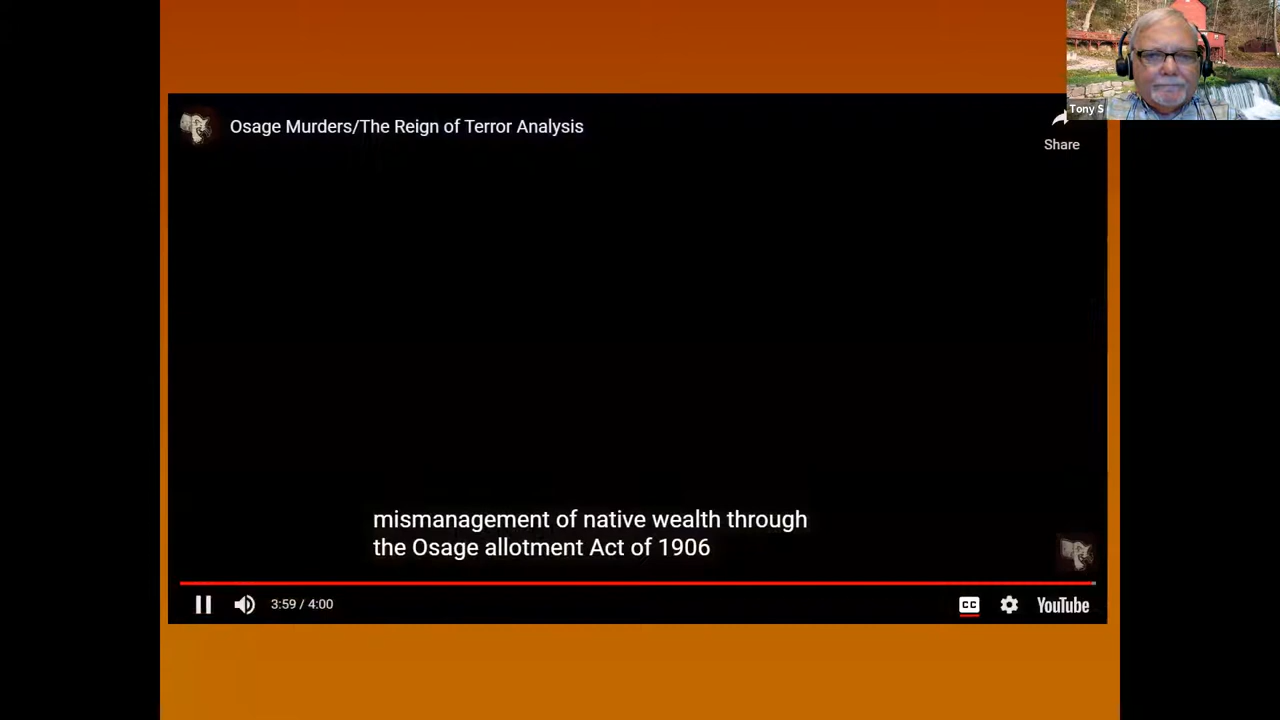 Osage Murders/The Reign of Terror Analysis
Tony S
Share
mismanagement of native wealth through
the Osage allotment Act of 1906
3:59 / 4:00
CC
YouTube